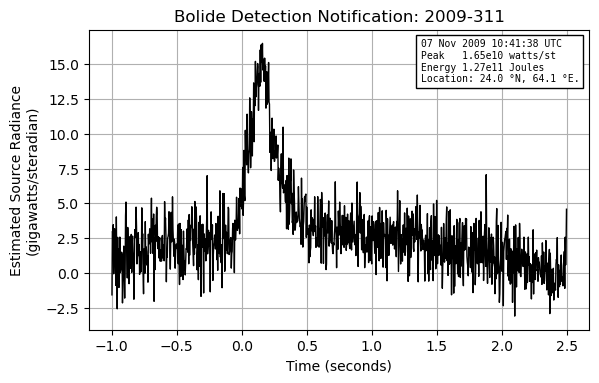 Bolide Detection Notification: 2009-311
07 Nov 2009 10:41:38 UTC
Peak   1.65e10 watts/st
Energy 1.27e11 Joules
Location: 24.0 °N, 64.1 °E.
Estimated Source Radiance
(gigawatts/steradian)
15.0
12.5
10.0
7.5
5.0
2.5
0.0
−2.5
−1.0 −0.5 0.0 0.5 1.0 1.5 2.0 2.5
Time (seconds)